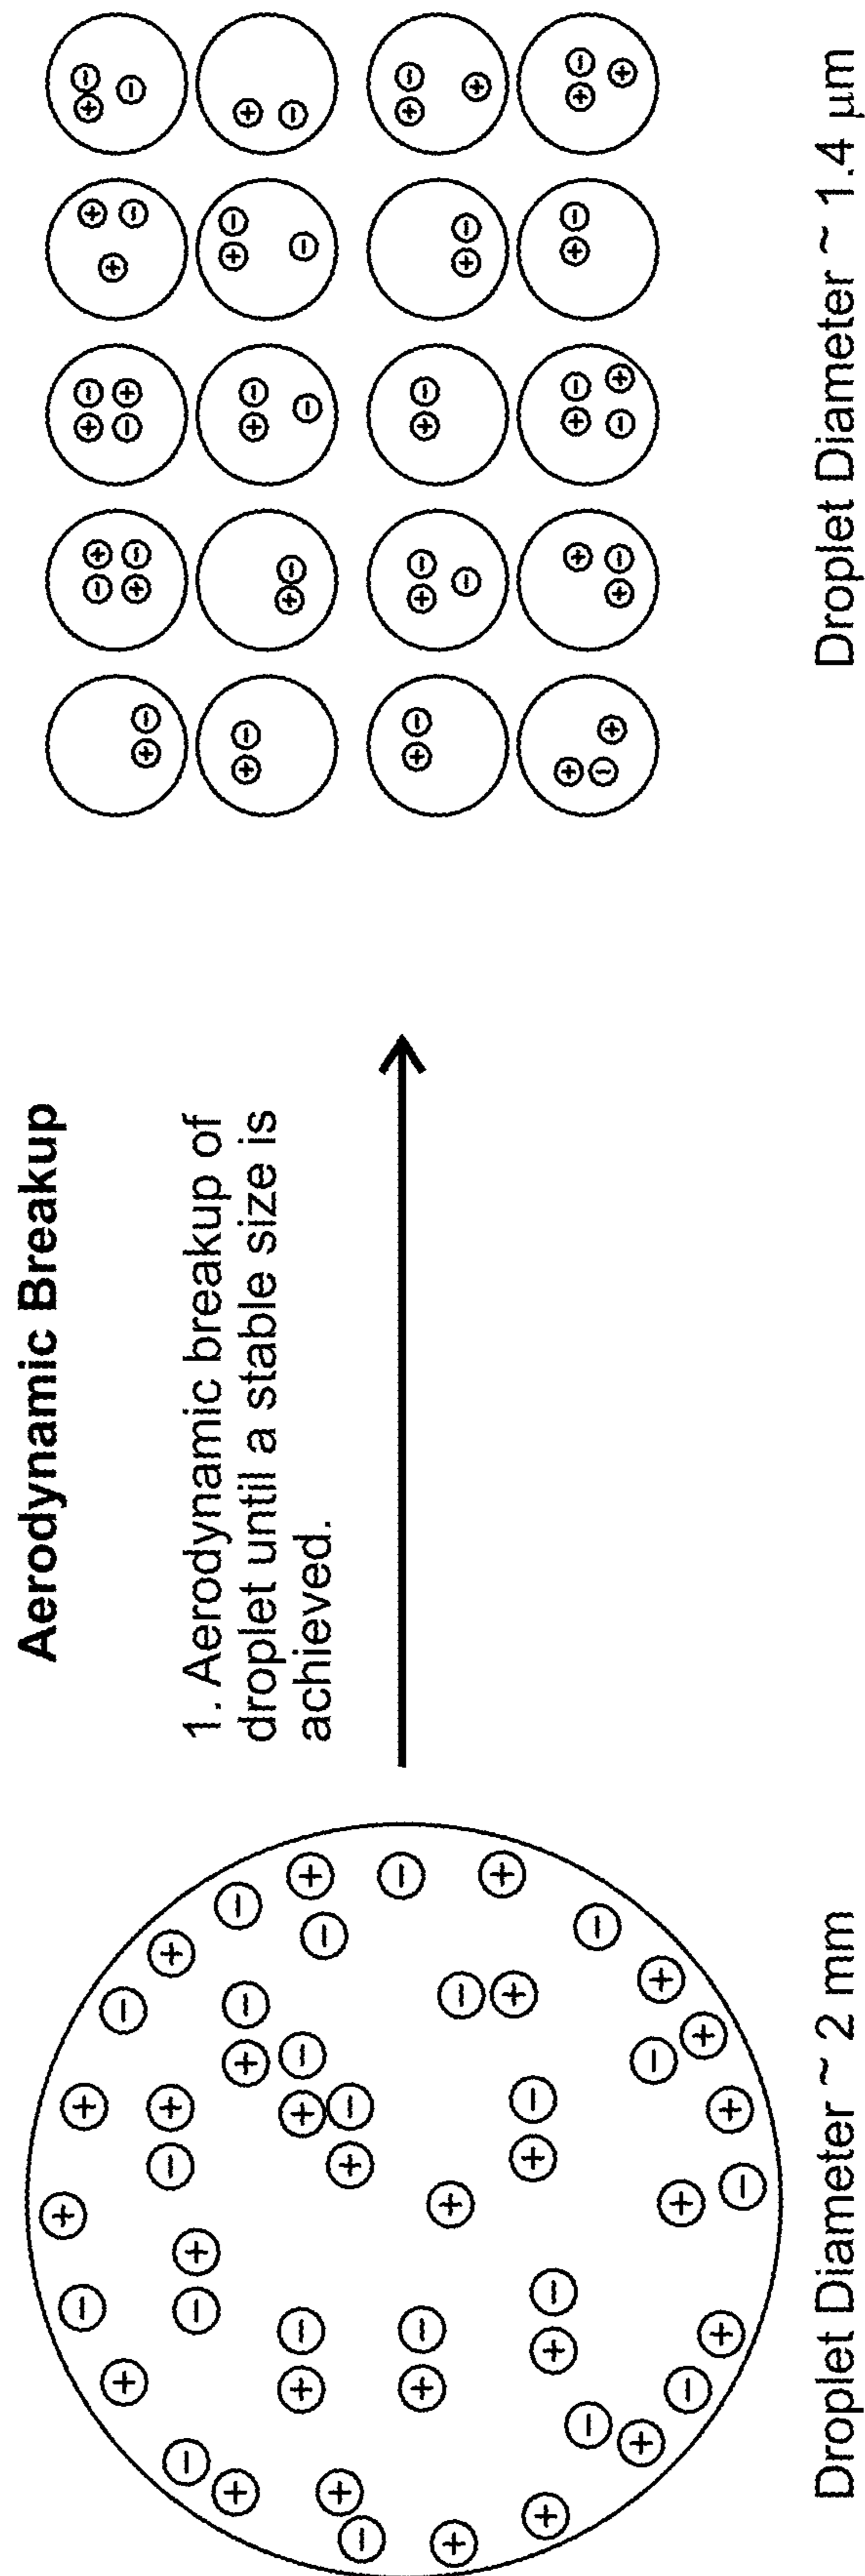 Aerodynamic Breakup
1. Aerodynamic breakup of
droplet until a stable size is
achieved.
Droplet Diameter ~ 2 mm
Droplet Diameter ~ 1.4 μm